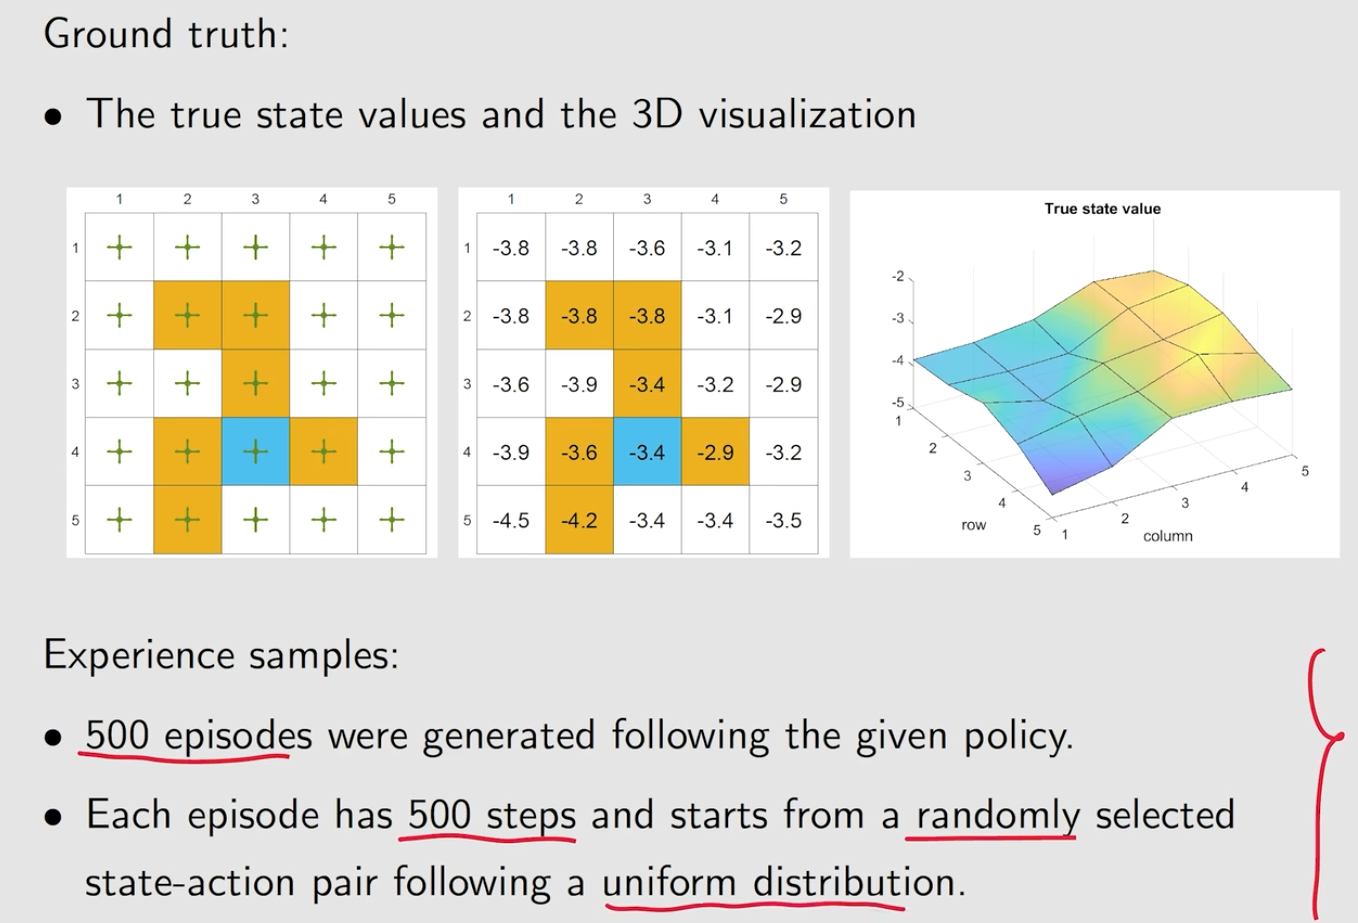 Ground truth:
• The true state values and the 3D visualization
1 2 3 4 5
1
2
3
4
5
1 2 3 4 5
1 -3.8 -3.8 -3.6 -3.1 -3.2
2 -3.8 -3.8 -3.8 -3.1 -2.9
3 -3.6 -3.9 -3.4 -3.2 -2.9
4 -3.9 -3.6 -3.4 -2.9 -3.2
5 -4.5 -4.2 -3.4 -3.4 -3.5
True state value
-2
-3
-4
-5
1
2
3
4
5
row
1
2
3
4
5
column
Experience samples:
• 500 episodes were generated following the given policy.
• Each episode has 500 steps and starts from a randomly selected
state-action pair following a uniform distribution.